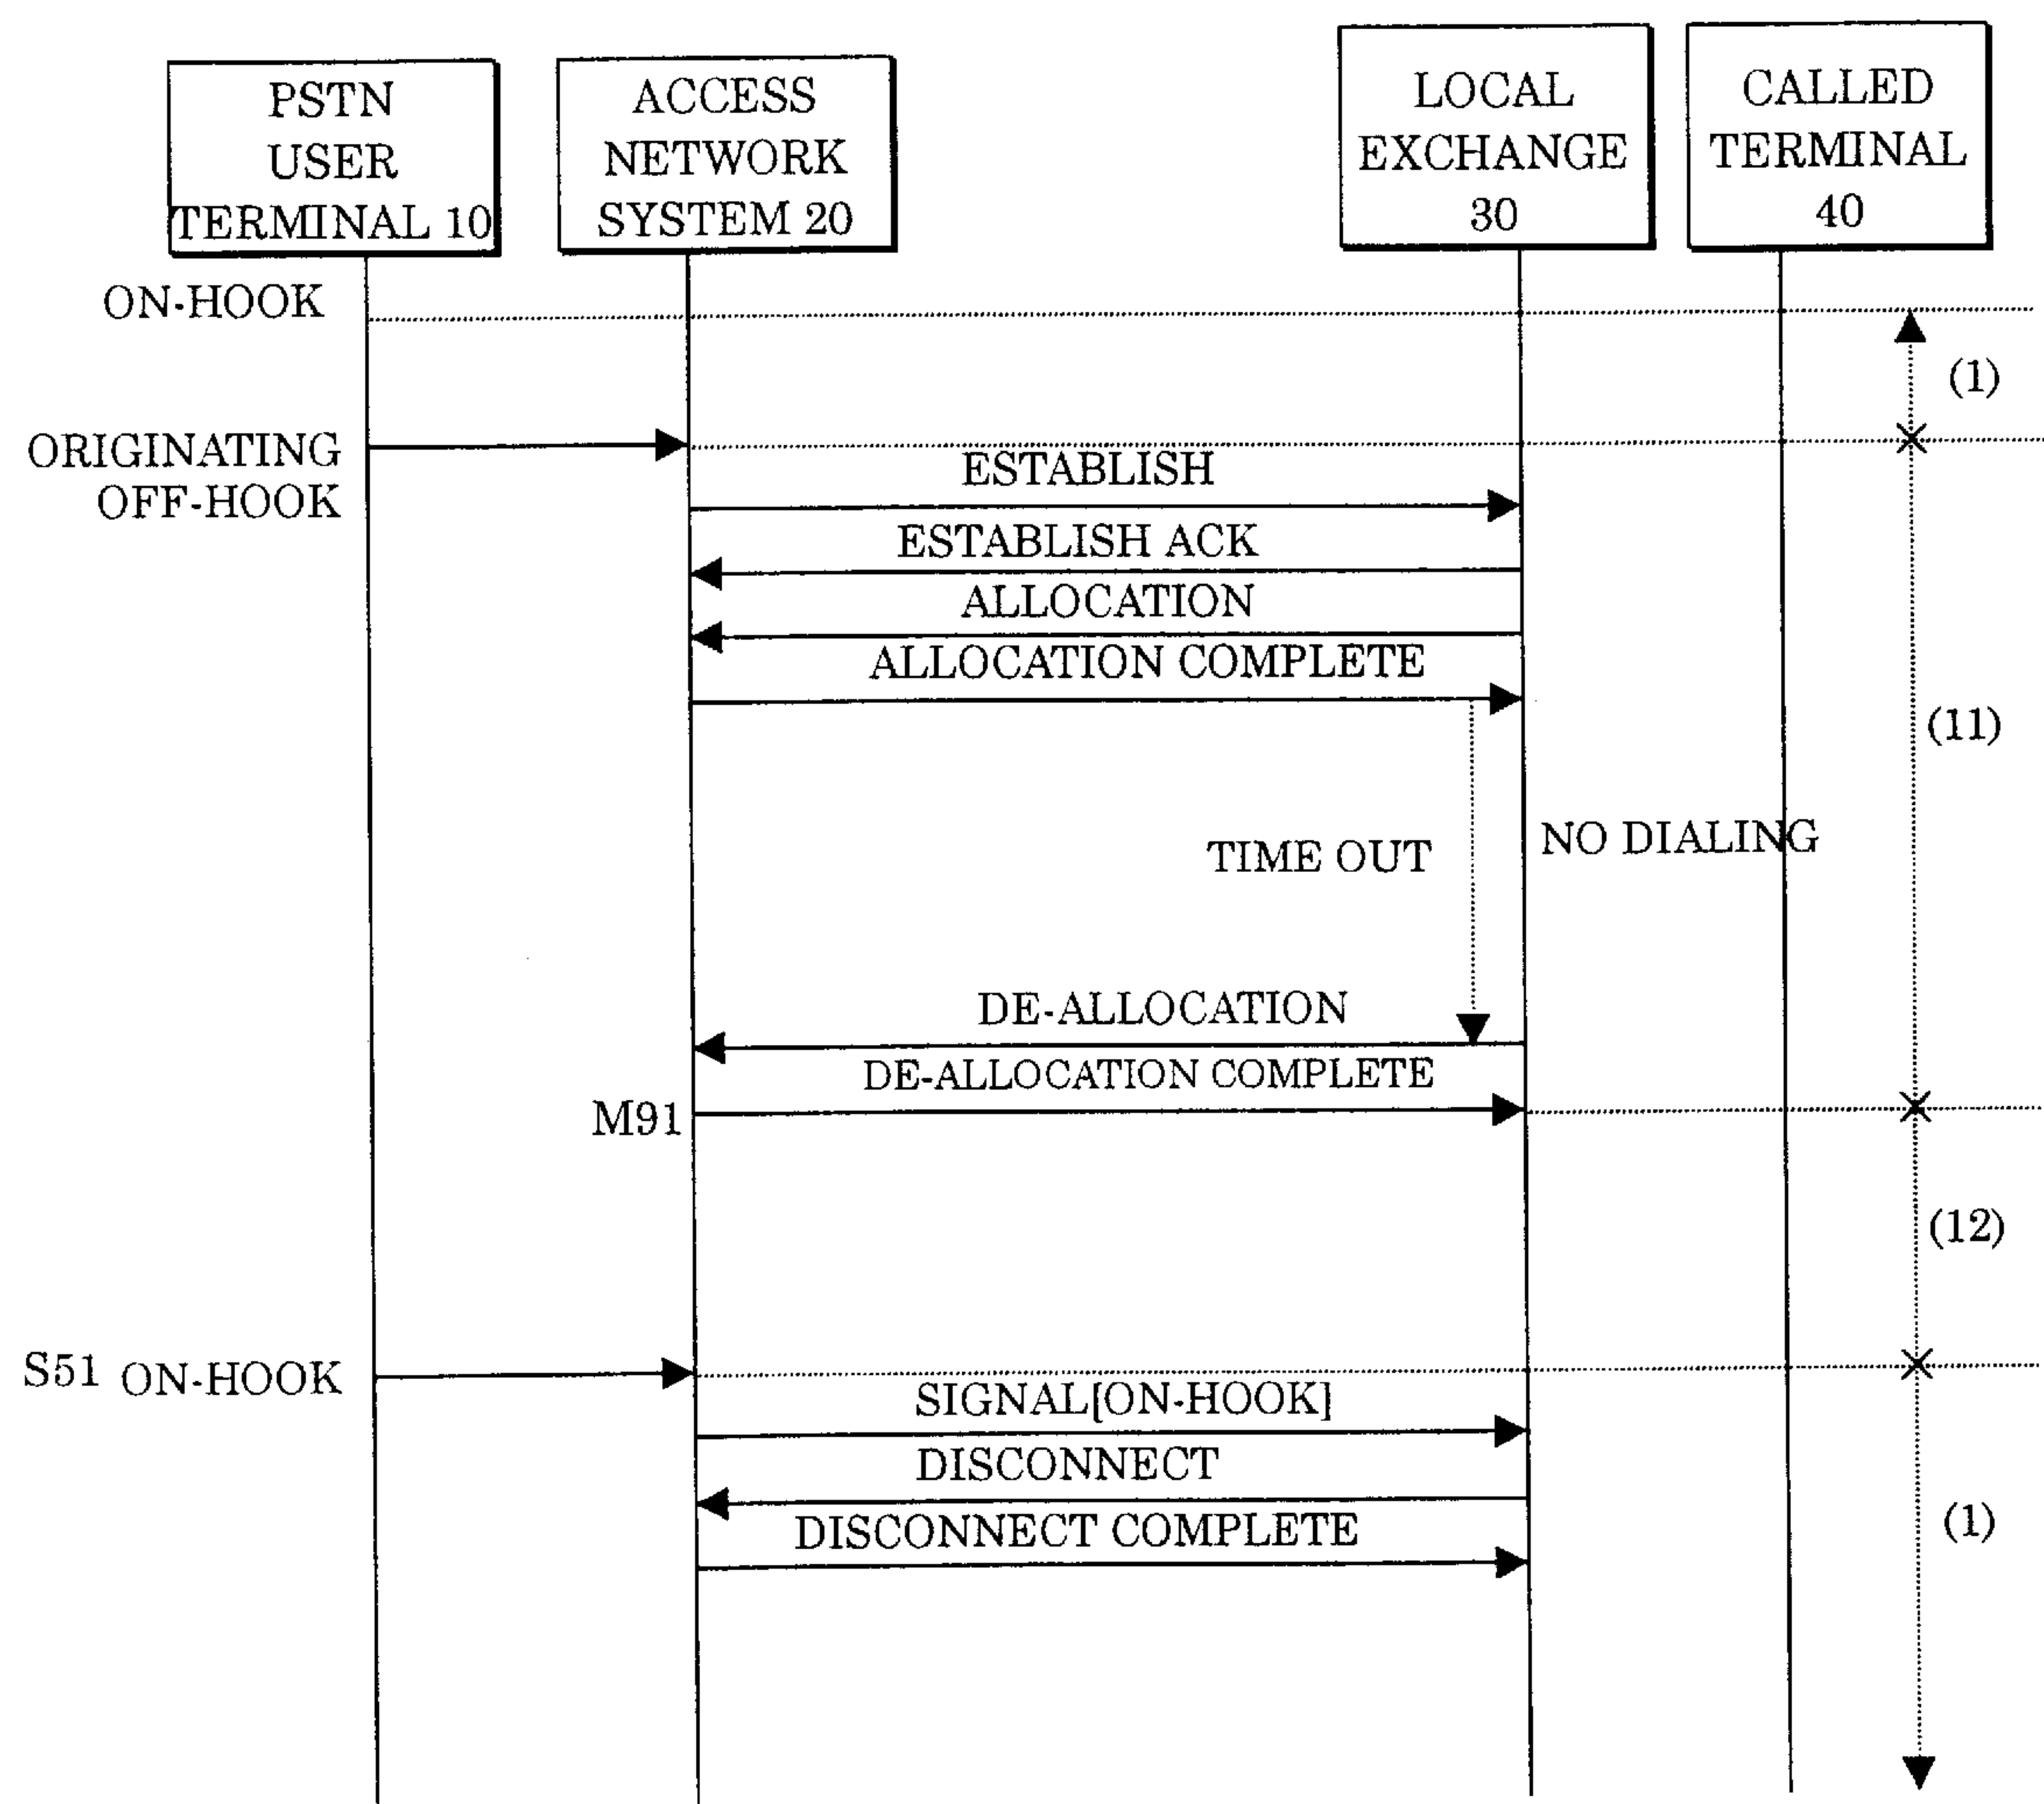 PSTN
USER
TERMINAL 10
ACCESS
NETWORK
SYSTEM 20
LOCAL
EXCHANGE
30
CALLED
TERMINAL
40
ON-HOOK
(1)
ORIGINATING
OFF-HOOK
ESTABLISH
ESTABLISH ACK
ALLOCATION
ALLOCATION COMPLETE
(11)
TIME OUT
NO DIALING
DE-ALLOCATION
DE-ALLOCATION COMPLETE
M91
(12)
S51 ON-HOOK
SIGNAL[ON-HOOK]
DISCONNECT
DISCONNECT COMPLETE
(1)